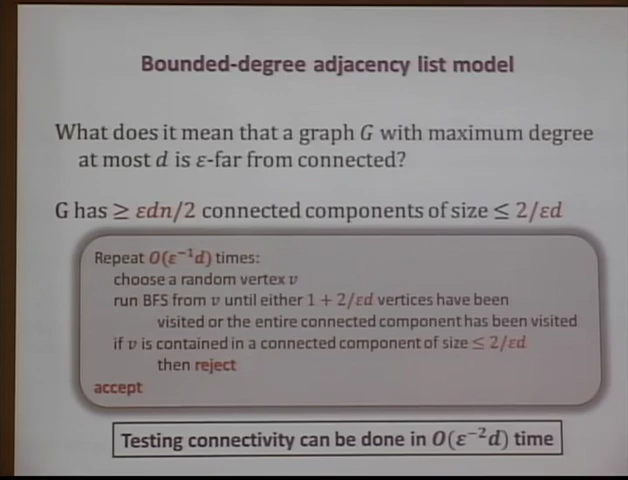 Bounded-degree adjacency list model
What does it mean that a graph G with maximum degree
at most d is ε-far from connected?
G has ≥ εdn/2 connected components of size ≤ 2/εd
Repeat O(ε⁻¹d) times:
choose a random vertex v
run BFS from v until either 1 + 2/εd vertices have been
visited or the entire connected component has been visited
if v is contained in a connected component of size ≤ 2/εd
then reject
accept
Testing connectivity can be done in O(ε⁻²d) time